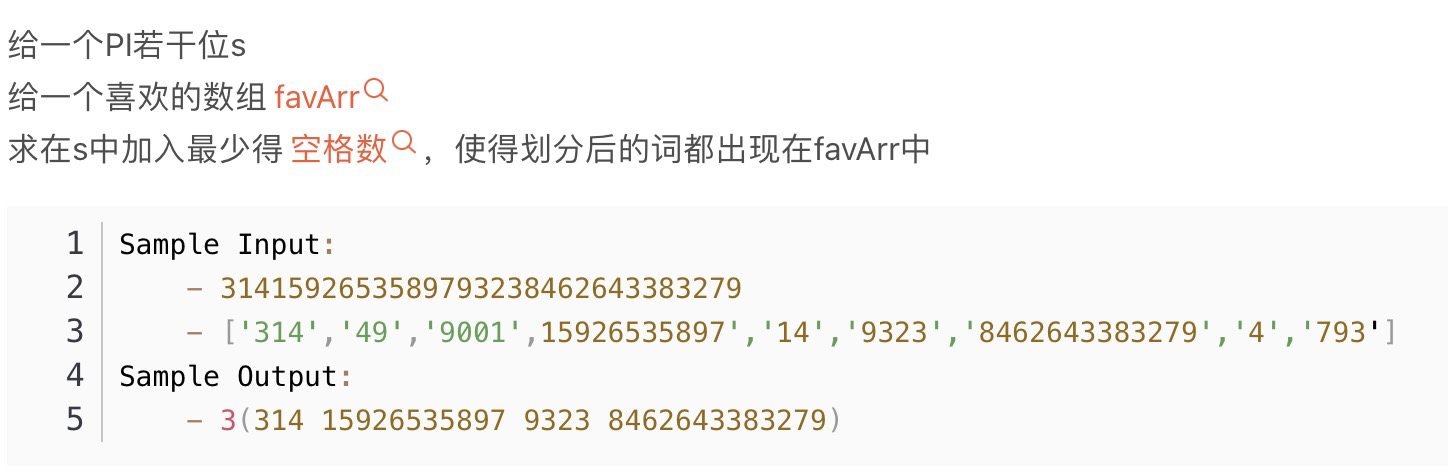 给一个PI若干位s
给一个喜欢的数组 favArr
求在s中加入最少得 空格数 ，使得划分后的词都出现在favArr中
1 Sample Input:
2 - 3141592653589793238462643383279
3 - ['314','49','9001',15926535897','14','9323','8462643383279','4','793']
4 Sample Output:
5 - 3(314 15926535897 9323 8462643383279)